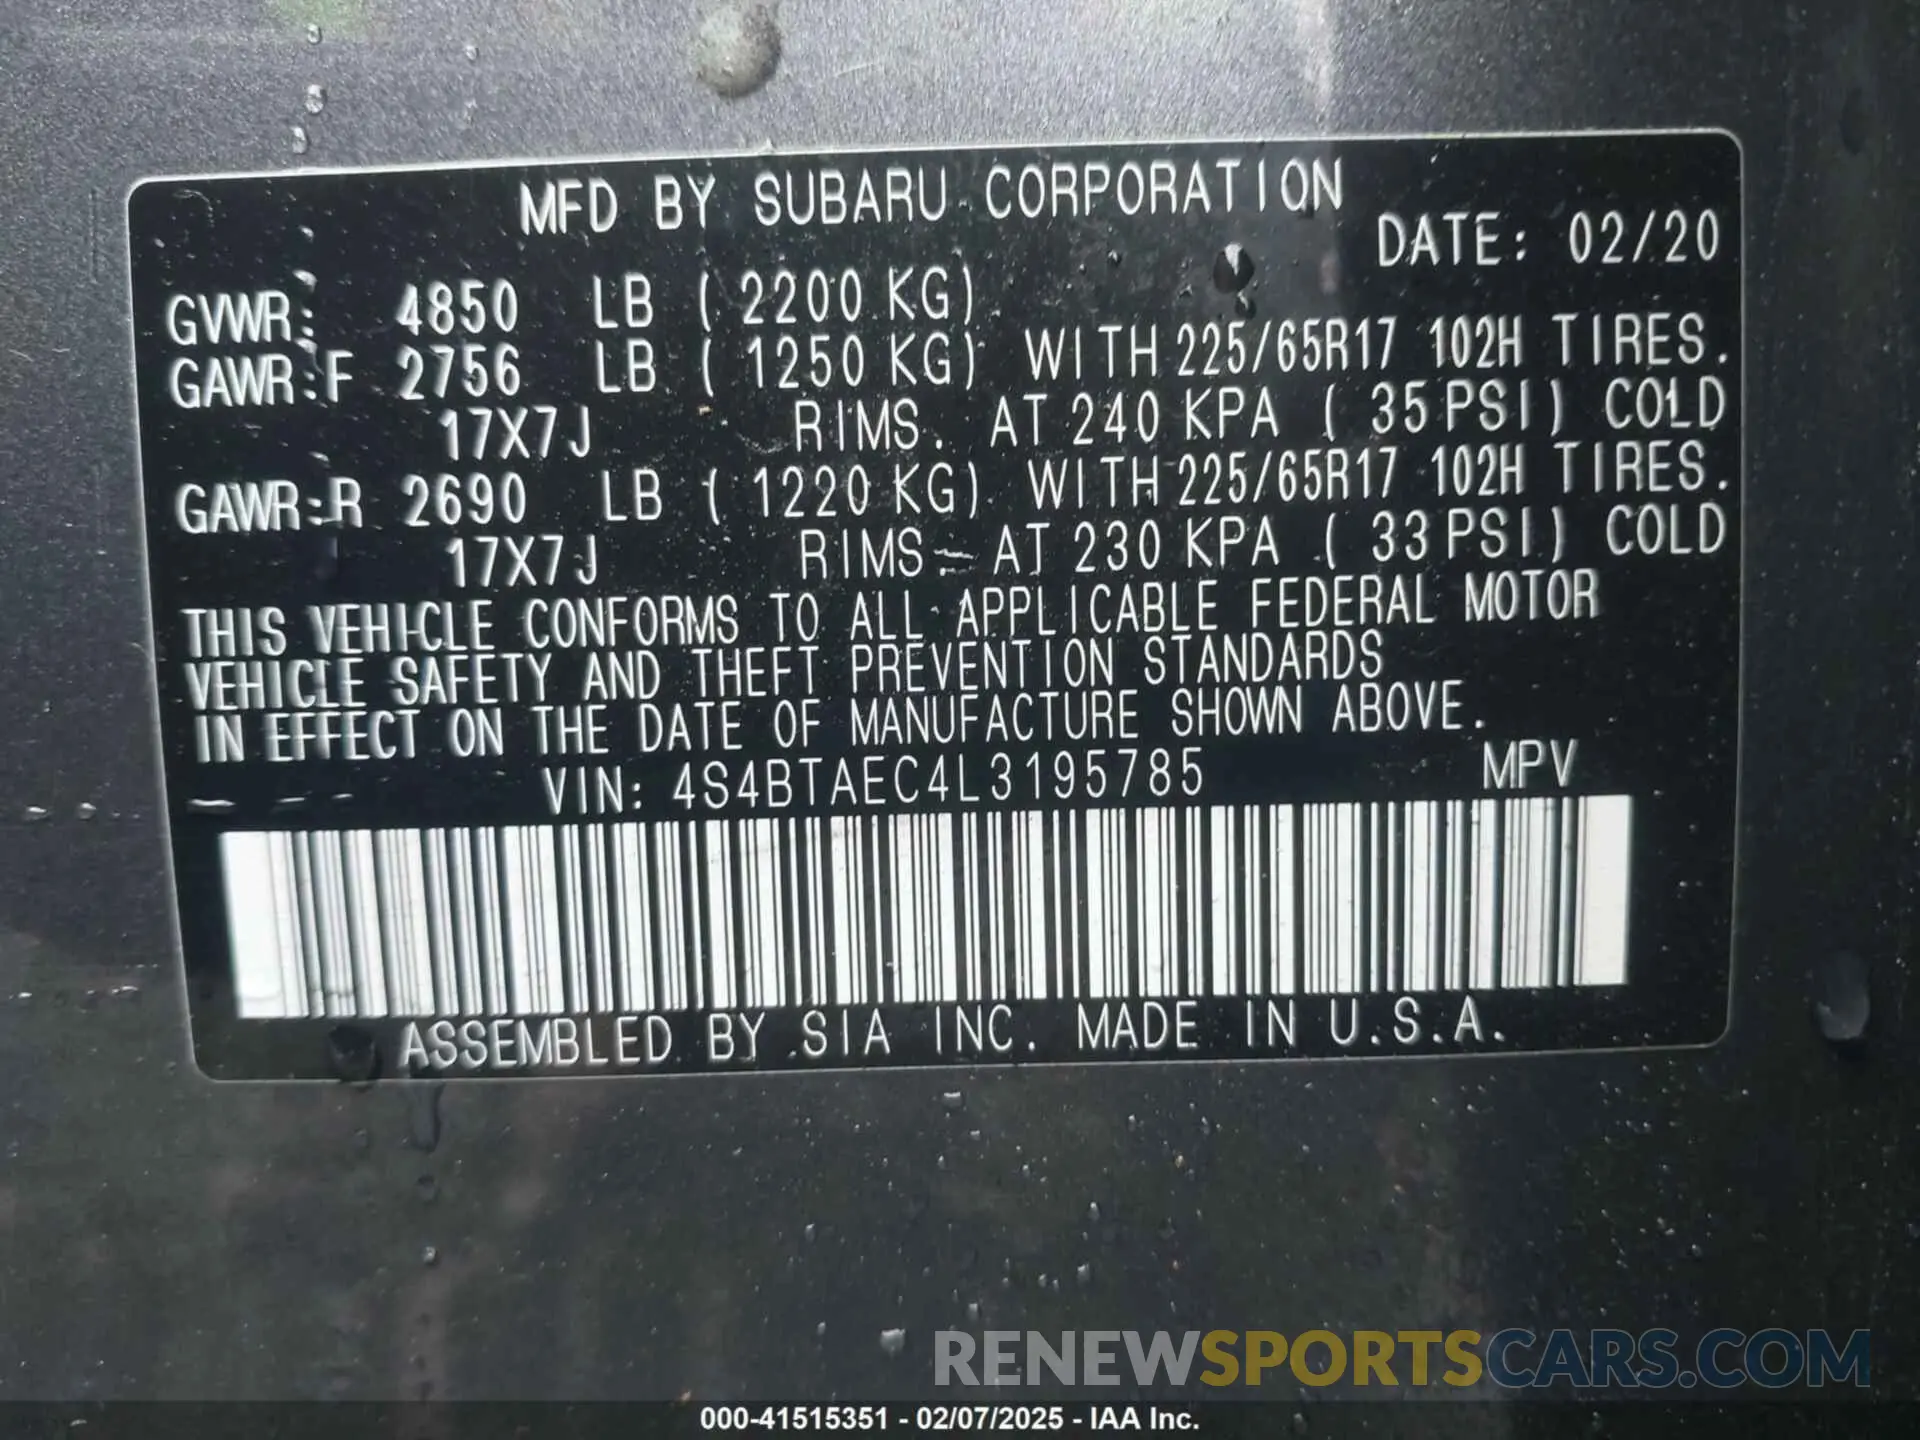 MFD BY SUBARU CORPORATION
DATE: 02/20
GVWR: 4850 LB ( 2200 KG)
GAWR:F 2756 LB ( 1250 KG) WITH 225/65R17 102H TIRES.
17X7J RIMS. AT 240 KPA ( 35 PSI) COLD
GAWR:R 2690 LB ( 1220 KG) WITH 225/65R17 102H TIRES.
17X7J RIMS. AT 230 KPA ( 33 PSI) COLD
THIS VEHICLE CONFORMS TO ALL APPLICABLE FEDERAL MOTOR
VEHICLE SAFETY AND THEFT PREVENTION STANDARDS
IN EFFECT ON THE DATE OF MANUFACTURE SHOWN ABOVE.
VIN: 4S4BTAEC4L3195785 MPV
ASSEMBLED BY SIA INC. MADE IN U.S.A.
RENEWSPORTSCARS.COM
000-41515351 - 02/07/2025 - IAA Inc.